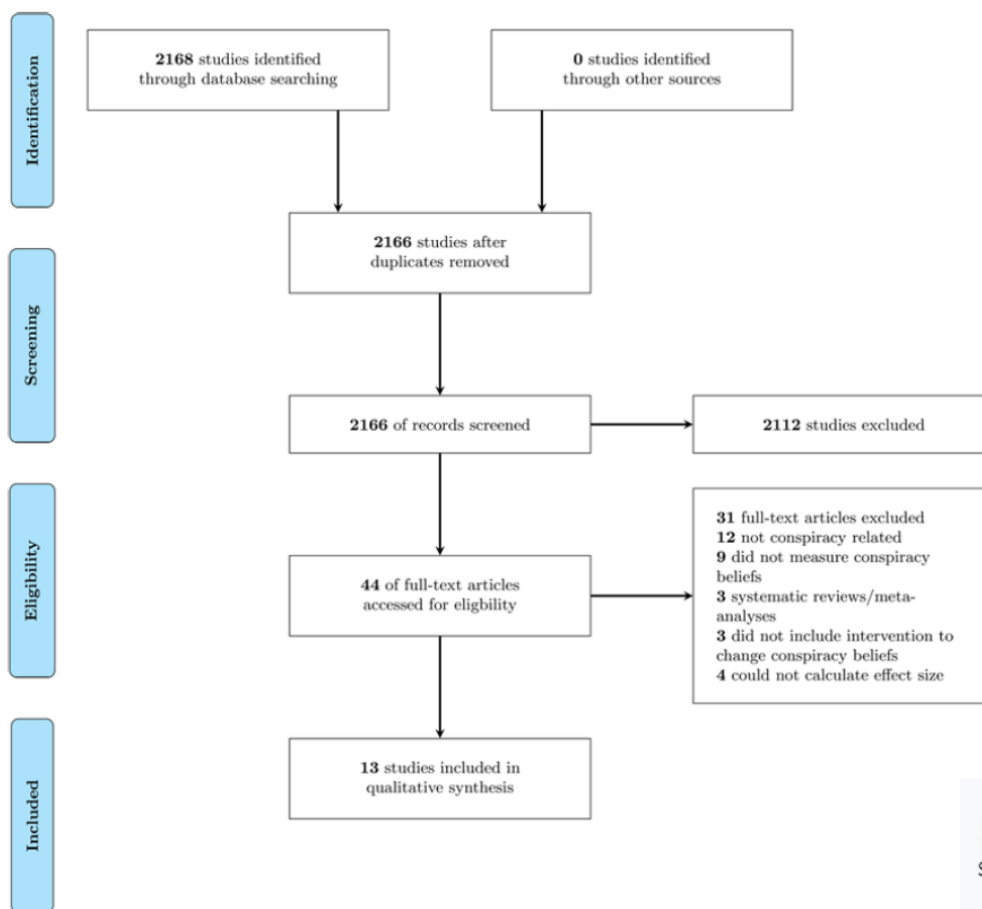 Identification
2168 studies identified
through database searching
0 studies identified
through other sources
2166 studies after
duplicates removed
Screening
2166 of records screened
2112 studies excluded
Eligibility
44 of full-text articles
accessed for eligbility
31 full-text articles excluded
12 not conspiracy related
9 did not measure conspiracy
beliefs
3 systematic reviews/meta-
analyses
3 did not include intervention to
change conspiracy beliefs
4 could not calculate effect size
Included
13 studies included in
qualitative synthesis